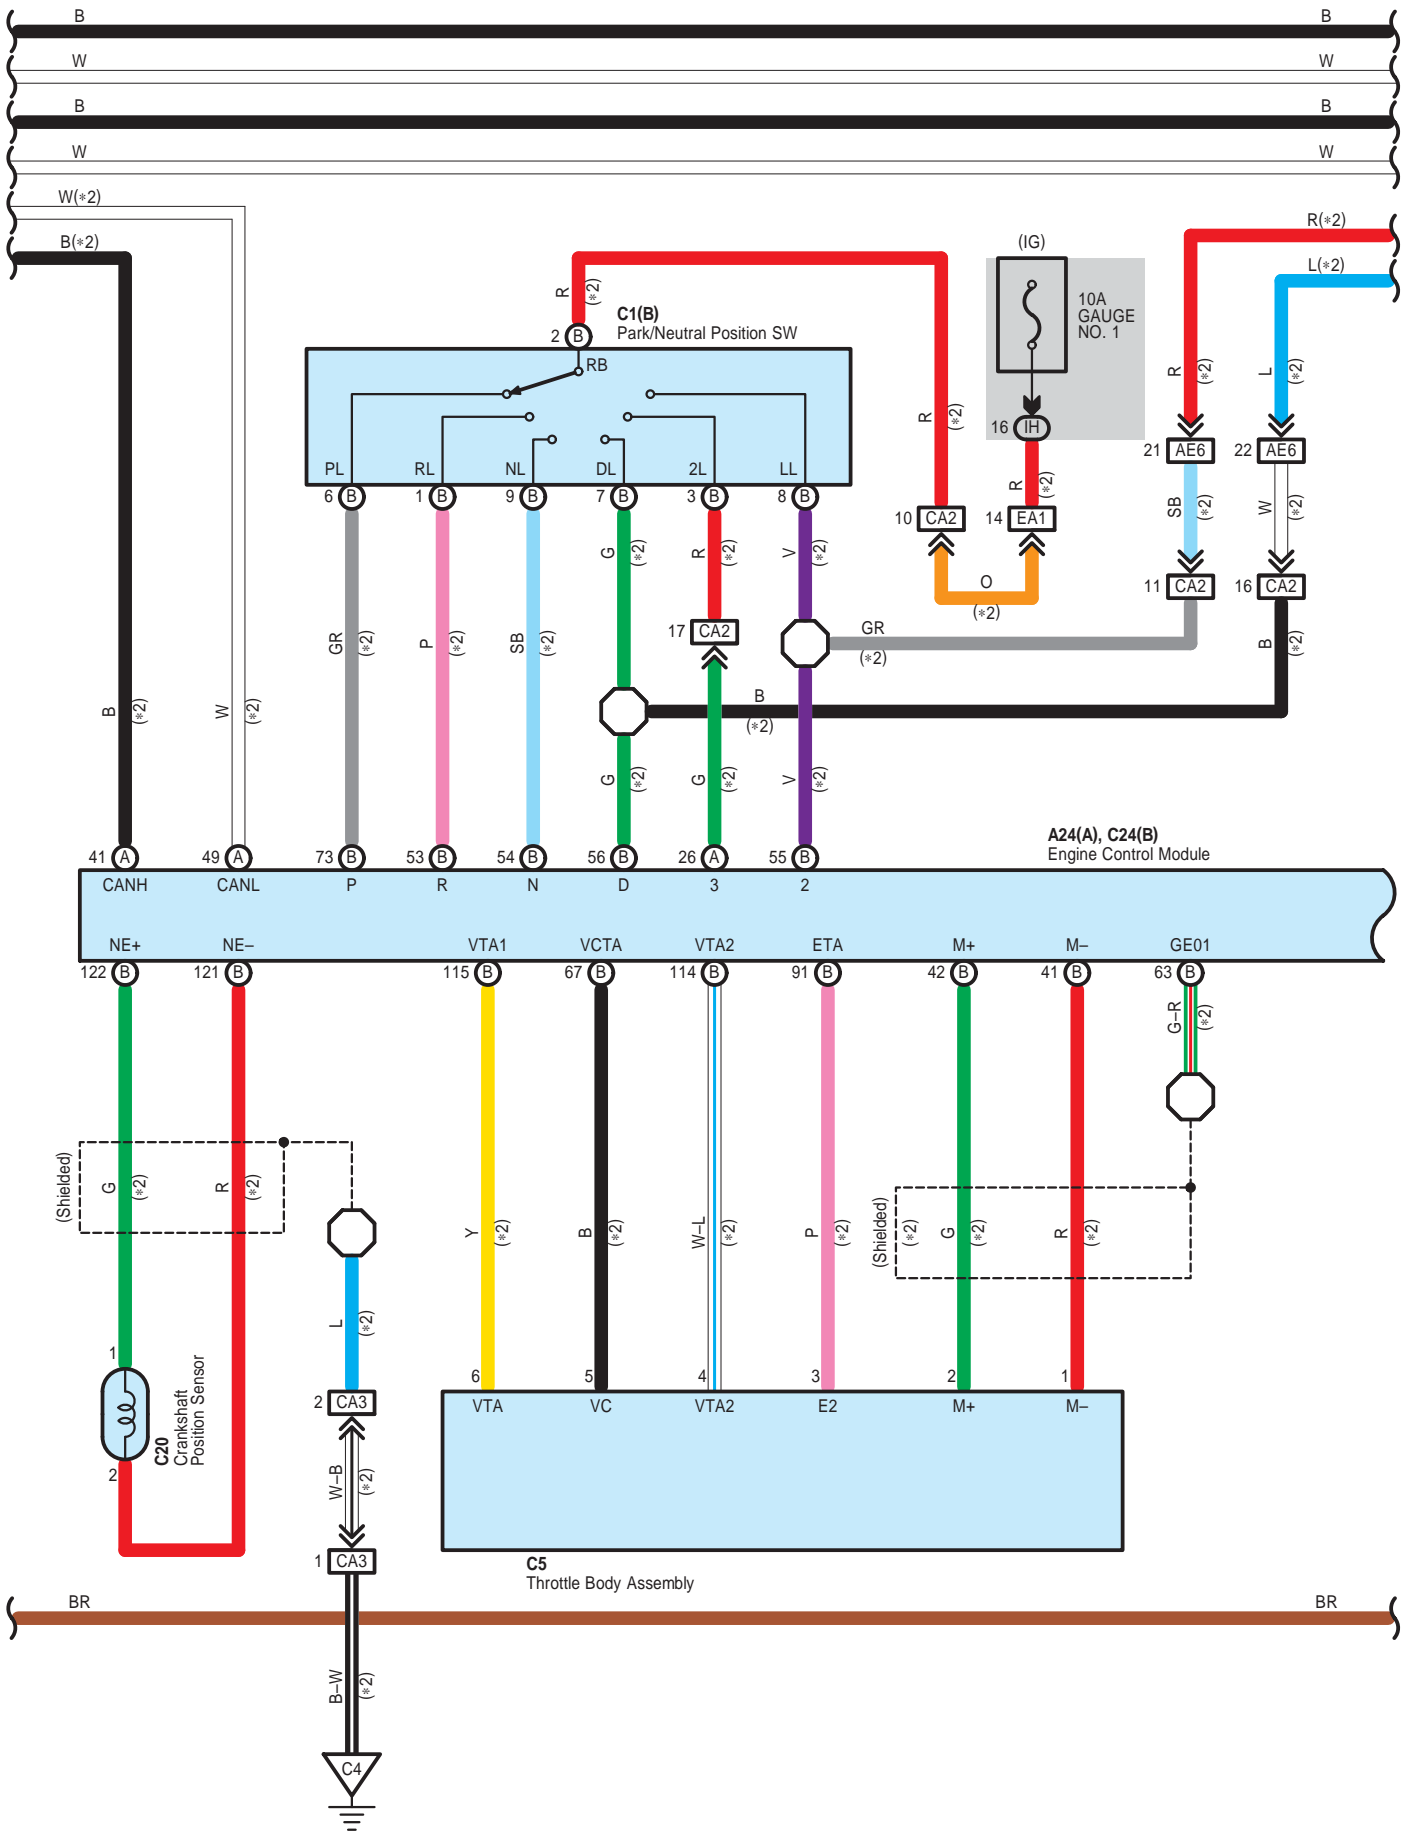 B B
W W
B B
W W
W(*2)
B(*2)
R(*2)
L(*2)
(IG)
10A
GAUGE
NO. 1
16 IH
R (*2)
C1(B)
Park/Neutral Position SW
2 B
RB
PL RL NL DL 2L LL
6 B 1 B 9 B 7 B 3 B 8 B
R (*2)
R (*2)
R (*2)
L (*2)
21 AE6 22 AE6
10 CA2 14 EA1
SB (*2)
W (*2)
O
(*2)
11 CA2 16 CA2
G (*2)
R (*2)
V (*2)
17 CA2
GR
(*2)
B (*2)
GR (*2)
P (*2)
SB (*2)
B
(*2)
B (*2)
W (*2)
G (*2)
G (*2)
V (*2)
A24(A), C24(B)
Engine Control Module
41 A 49 A 73 B 53 B 54 B 56 B 26 A 55 B
CANH CANL P R N D 3 2
NE+ NE– VTA1 VCTA VTA2 ETA M+ M– GE01
122 B 121 B 115 B 67 B 114 B 91 B 42 B 41 B 63 B
G–R (*2)
(Shielded)
G (*2)
R (*2)
Y (*2)
B (*2)
W–L (*2)
P (*2)
(Shielded)
(*2)
G (*2)
R (*2)
L (*2)
1
2
C20
Crankshaft
Position Sensor
2 CA3
W–B (*2)
1 CA3
6 5 4 3 2 1
VTA VC VTA2 E2 M+ M–
C5
Throttle Body Assembly
BR BR
B–W (*2)
C4